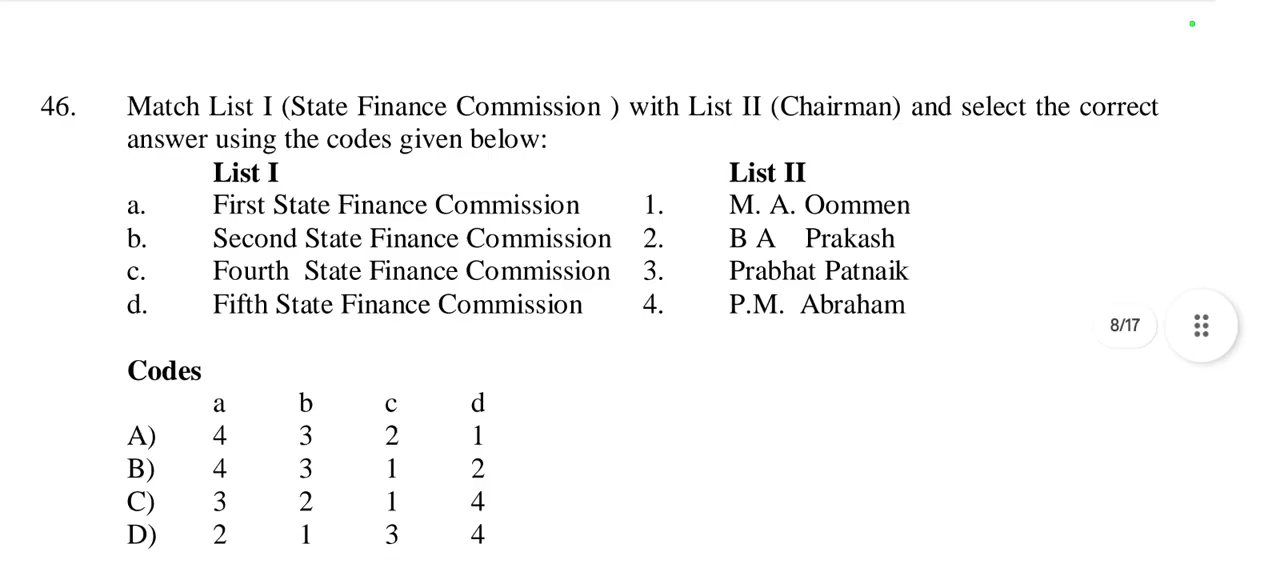 46. Match List I (State Finance Commission ) with List II (Chairman) and select the correct
answer using the codes given below:
List I List II
a. First State Finance Commission 1. M. A. Oommen
b. Second State Finance Commission 2. B A Prakash
c. Fourth State Finance Commission 3. Prabhat Patnaik
d. Fifth State Finance Commission 4. P.M. Abraham
8/17
Codes
a b c d
A) 4 3 2 1
B) 4 3 1 2
C) 3 2 1 4
D) 2 1 3 4